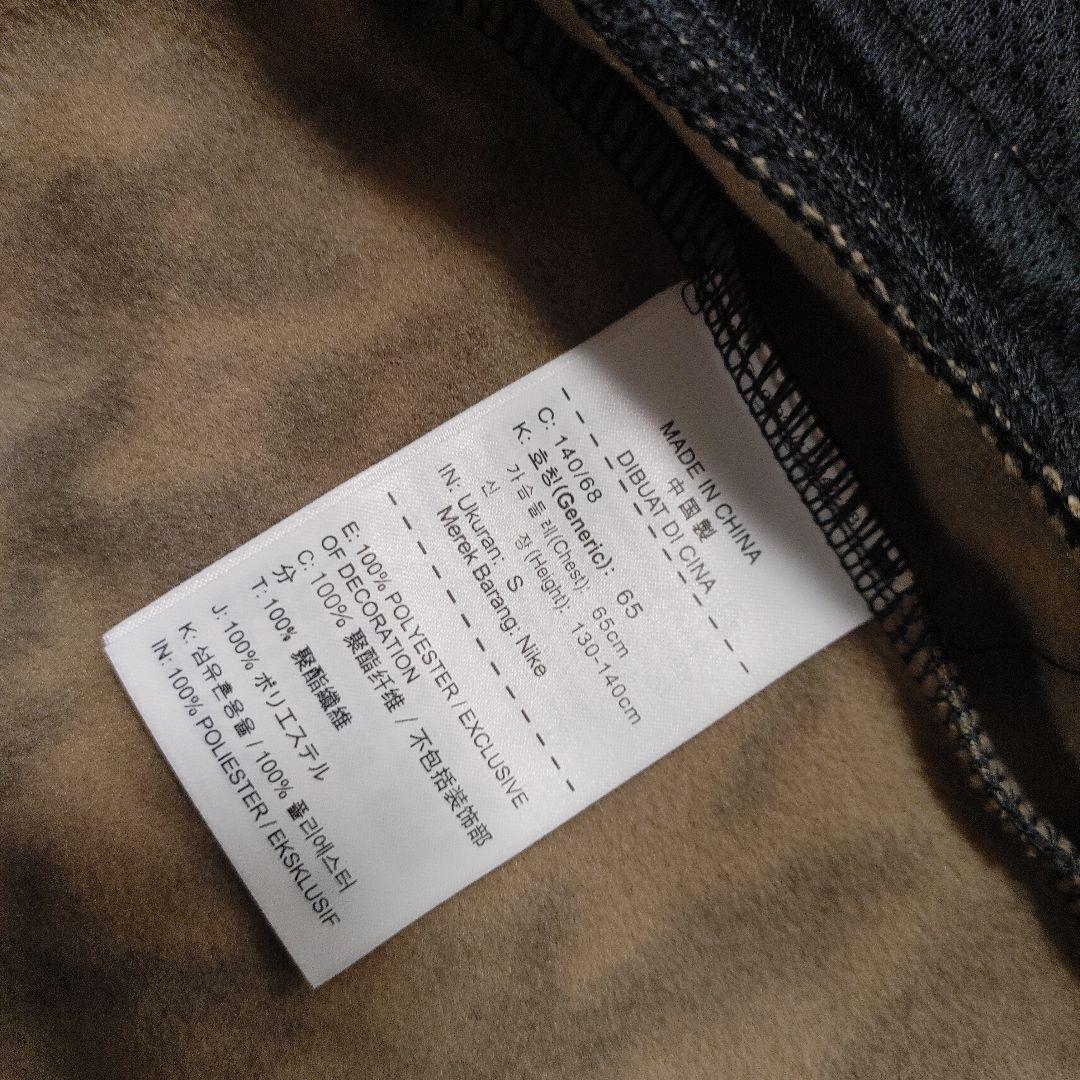 MADE IN CHINA
中国製
DIBUAT DI CINA
C: 140/68
K: 호칭(Generic): 65
가슴둘레(Chest): 65cm
신 장(Height): 130-140cm
IN: Ukuran: S
Merek Barang: Nike
E: 100% POLYESTER / EXCLUSIVE
OF DECORATION
C: 100% 聚酯纤维 / 不包括装饰部
分
T: 100% 聚酯纖維
J: 100% ポリエステル
K: 섬유혼용율 / 100% 폴리에스터
IN: 100% POLIESTER / EKSKLUSIF